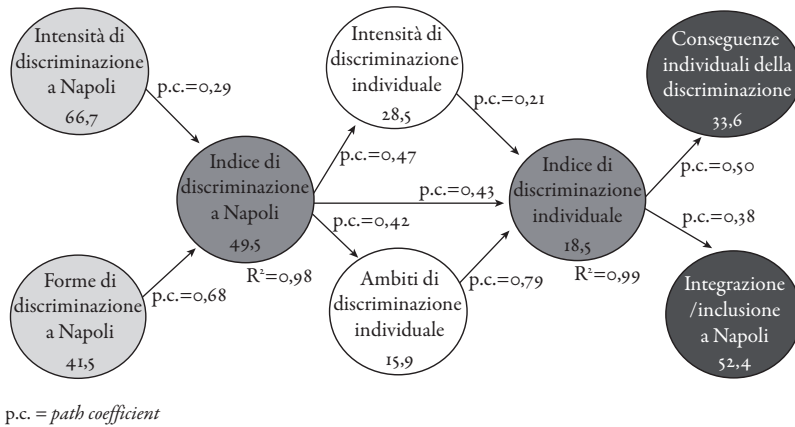 Intensità di
discriminazione
a Napoli
66,7
p.c.=0,29
Forme di
discriminazione
a Napoli
41,5
p.c.=0,68
Indice di
discriminazione
a Napoli
49,5
R²=0,98
p.c.=0,47
p.c.=0,43
p.c.=0,42
Intensità di
discriminazione
individuale
28,5
p.c.=0,21
Ambiti di
discriminazione
individuale
15,9
p.c.=0,79
Indice di
discriminazione
individuale
18,5
R²=0,99
p.c.=0,50
p.c.=0,38
Conseguenze
individuali della
discriminazione
33,6
Integrazione
/inclusione
a Napoli
52,4
p.c. = path coefficient